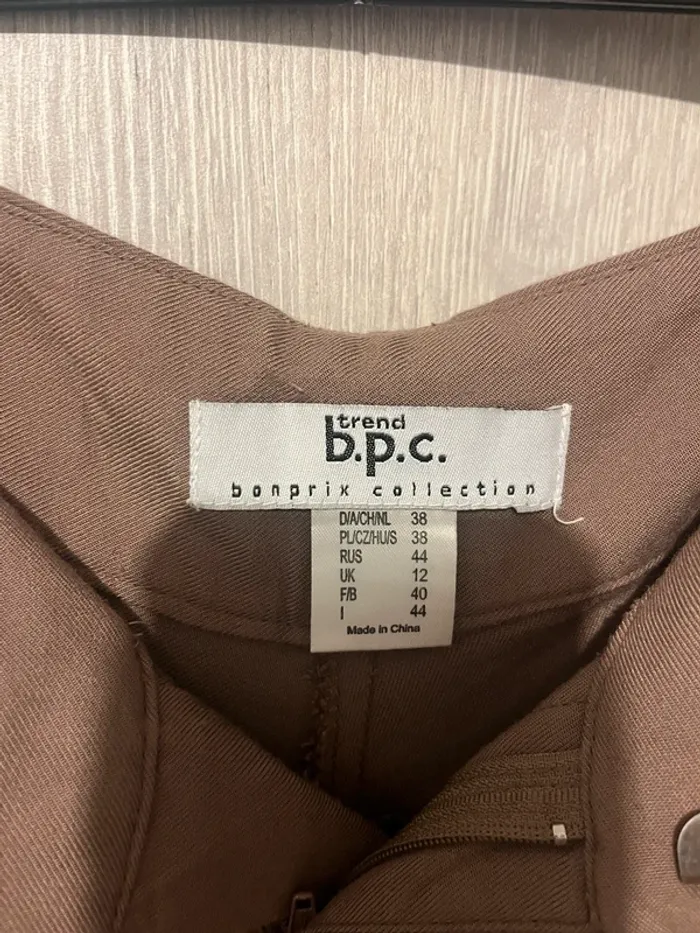 trend
b.p.c.
bonprix collection
D/A/CH/NL 38
PL/CZ/HU/S 38
RUS 44
UK 12
F/B 40
I 44
Made in China